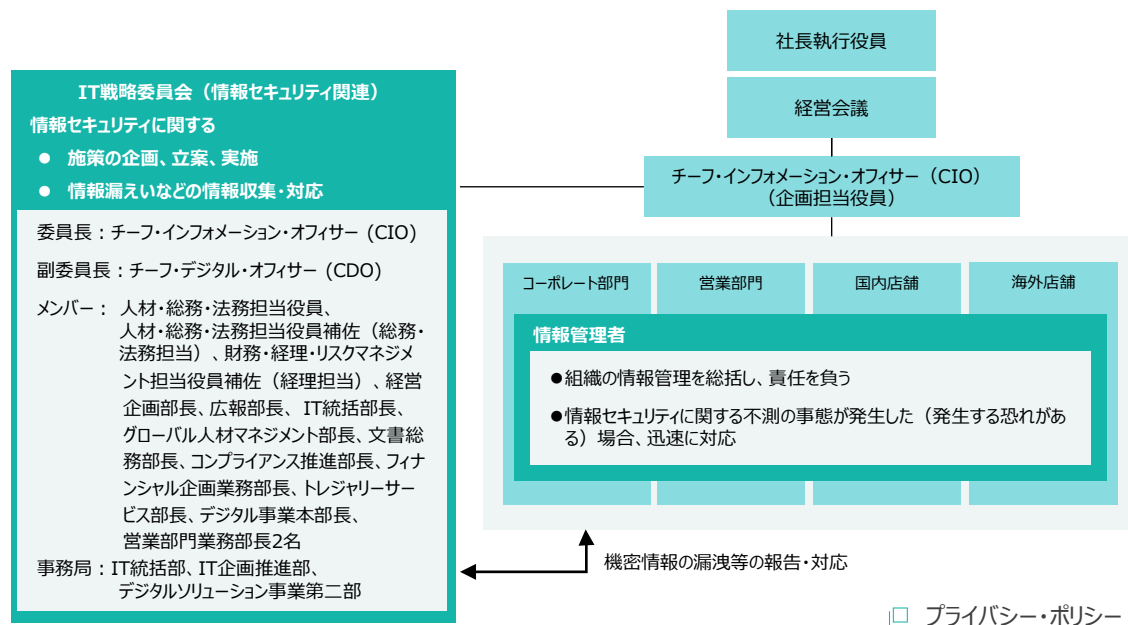 社長執行役員
経営会議
チーフ・インフォメーション・オフィサー（CIO）
（企画担当役員）
IT戦略委員会（情報セキュリティ関連）
情報セキュリティに関する
● 施策の企画、立案、実施
● 情報漏えいなどの情報収集・対応
委員長：チーフ・インフォメーション・オフィサー (CIO)
副委員長：チーフ・デジタル・オフィサー (CDO)
メンバー： 人材・総務・法務担当役員、
人材・総務・法務担当役員補佐（総務・
法務担当）、財務・経理・リスクマネジメ
ント担当役員補佐（経理担当）、経営
企画部長、広報部長、IT統括部長、
グローバル人材マネジメント部長、文書総
務部長、コンプライアンス推進部長、フィナ
ンシャル企画業務部長、トレジャリーサー
ビス部長、デジタル事業本部長、
営業部門業務部長2名
事務局：IT統括部、IT企画推進部、
デジタルソリューション事業第二部
コーポレート部門
営業部門
国内店舗
海外店舗
情報管理者
●組織の情報管理を総括し、責任を負う
●情報セキュリティに関する不測の事態が発生した（発生する恐れがあ
る）場合、迅速に対応
機密情報の漏洩等の報告・対応
プライバシー・ポリシー